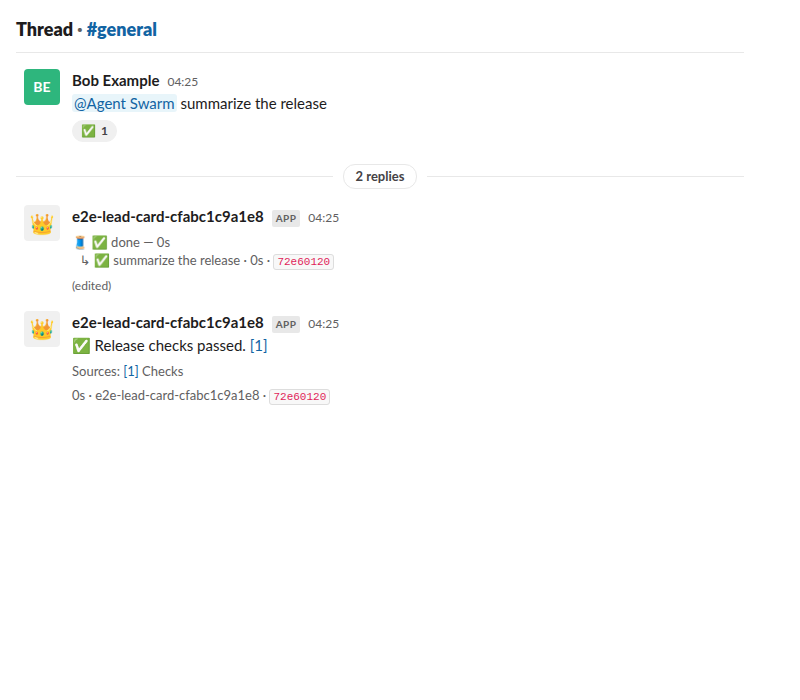 Thread • #general
BE
Bob Example 04:25
@Agent Swarm summarize the release
✅ 1
2 replies
e2e-lead-card-cfabc1c9a1e8 APP 04:25
🧵 ✅ done — 0s
↳ ✅ summarize the release · 0s · 72e60120
(edited)
e2e-lead-card-cfabc1c9a1e8 APP 04:25
✅ Release checks passed. [1]
Sources: [1] Checks
0s · e2e-lead-card-cfabc1c9a1e8 · 72e60120